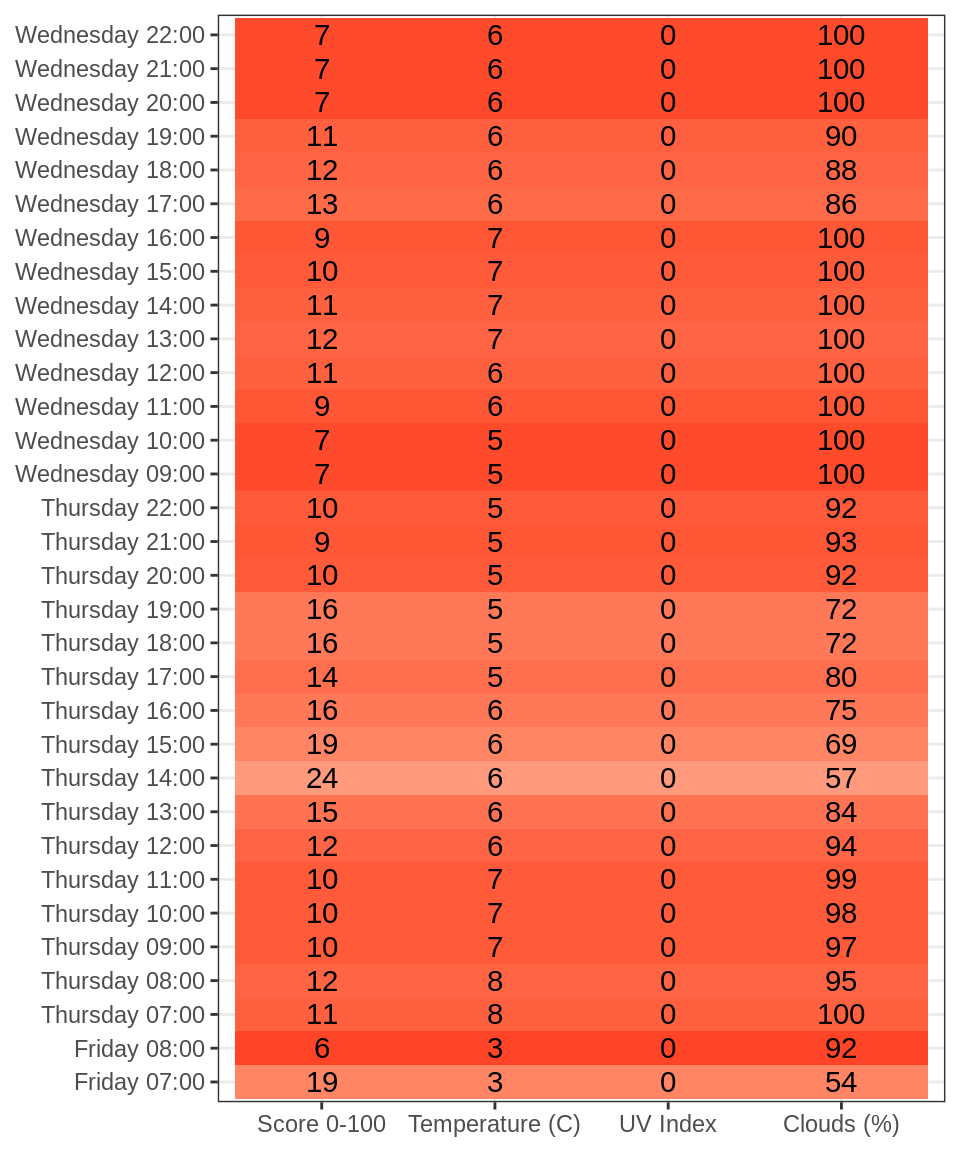 Wednesday 22:00 7 6 0 100
Wednesday 21:00 7 6 0 100
Wednesday 20:00 7 6 0 100
Wednesday 19:00 11 6 0 90
Wednesday 18:00 12 6 0 88
Wednesday 17:00 13 6 0 86
Wednesday 16:00 9 7 0 100
Wednesday 15:00 10 7 0 100
Wednesday 14:00 11 7 0 100
Wednesday 13:00 12 7 0 100
Wednesday 12:00 11 6 0 100
Wednesday 11:00 9 6 0 100
Wednesday 10:00 7 5 0 100
Wednesday 09:00 7 5 0 100
Thursday 22:00 10 5 0 92
Thursday 21:00 9 5 0 93
Thursday 20:00 10 5 0 92
Thursday 19:00 16 5 0 72
Thursday 18:00 16 5 0 72
Thursday 17:00 14 5 0 80
Thursday 16:00 16 6 0 75
Thursday 15:00 19 6 0 69
Thursday 14:00 24 6 0 57
Thursday 13:00 15 6 0 84
Thursday 12:00 12 6 0 94
Thursday 11:00 10 7 0 99
Thursday 10:00 10 7 0 98
Thursday 09:00 10 7 0 97
Thursday 08:00 12 8 0 95
Thursday 07:00 11 8 0 100
Friday 08:00 6 3 0 92
Friday 07:00 19 3 0 54
Score 0-100 Temperature (C) UV Index Clouds (%)